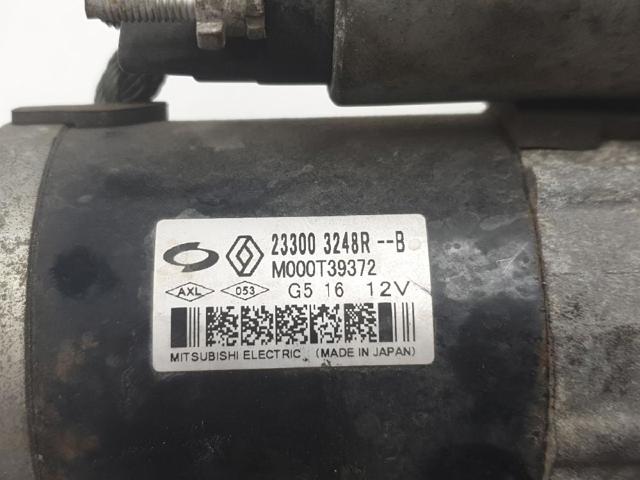 23300 3248R --B
M000T39372
AXL 053 G5 16 12V
MITSUBISHI ELECTRIC (MADE IN JAPAN)